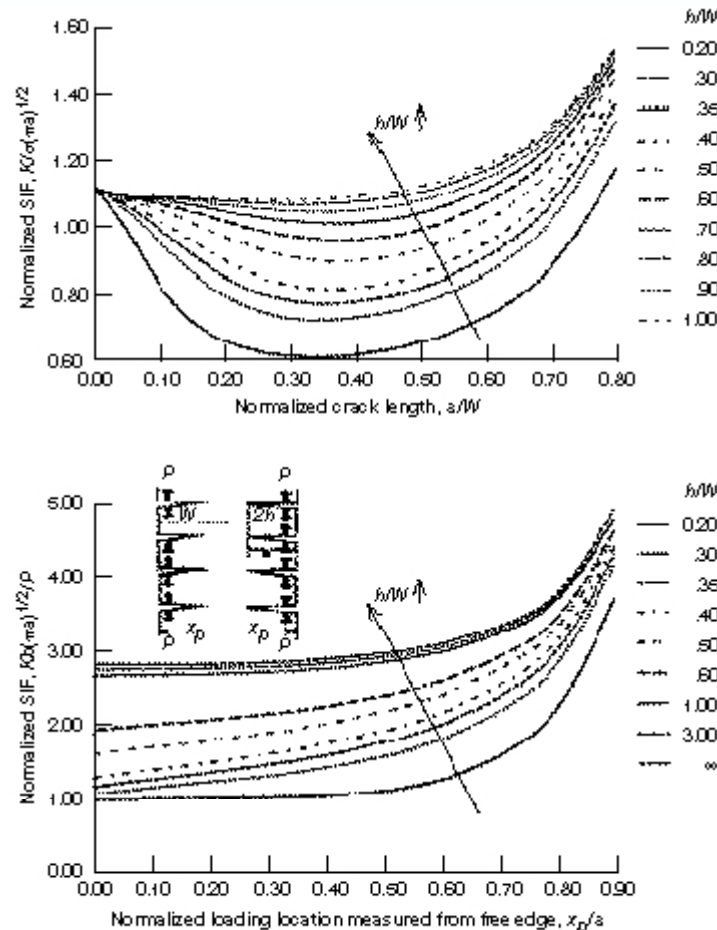 h/W
1.60
0.20
.30
1.40
.35
h/W ↑
.40
1.20
.50
.60
1.00
.70
.80
0.80
.90
1.00
0.60
0.00 0.10 0.20 0.30 0.40 0.50 0.60 0.70 0.80
Normalized SIF, K/σ(πa)1/2
Normalized crack length, a/W
h/W
p p
5.00
0.20
W 2h
.30
4.00
.35
h/W ↑
.40
3.00
p xp xp p
.50
.60
2.00
1.00
3.00
1.00
∞
0.00
0.00 0.10 0.20 0.30 0.40 0.50 0.60 0.70 0.80 0.90
Normalized SIF, (πa)1/2/p
Normalized loading location measured from free edge, xp/a